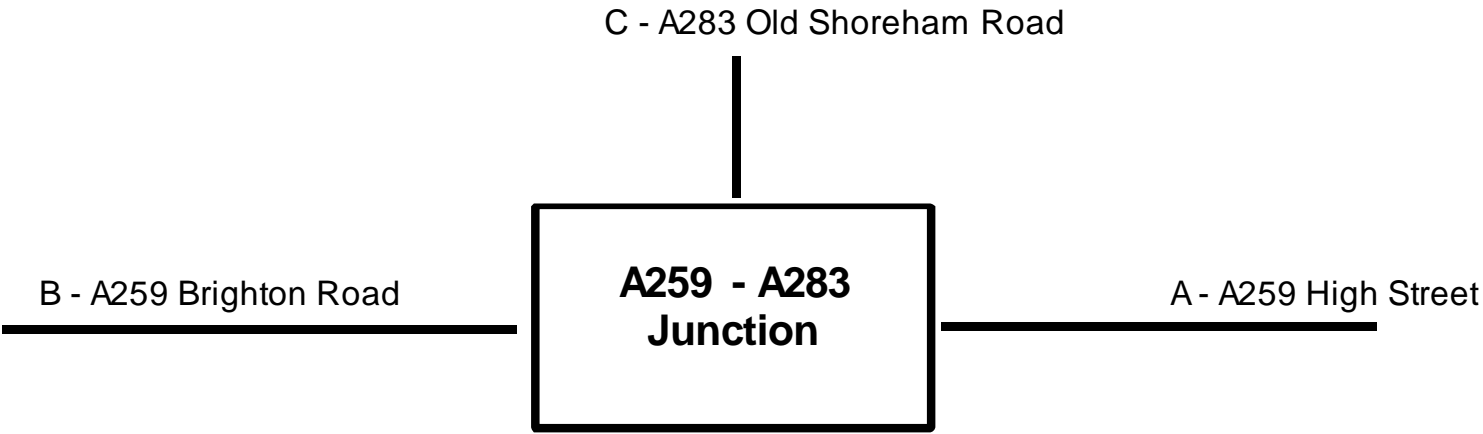 C - A283 Old Shoreham Road
A259 - A283
Junction
B - A259 Brighton Road
A - A259 High Street